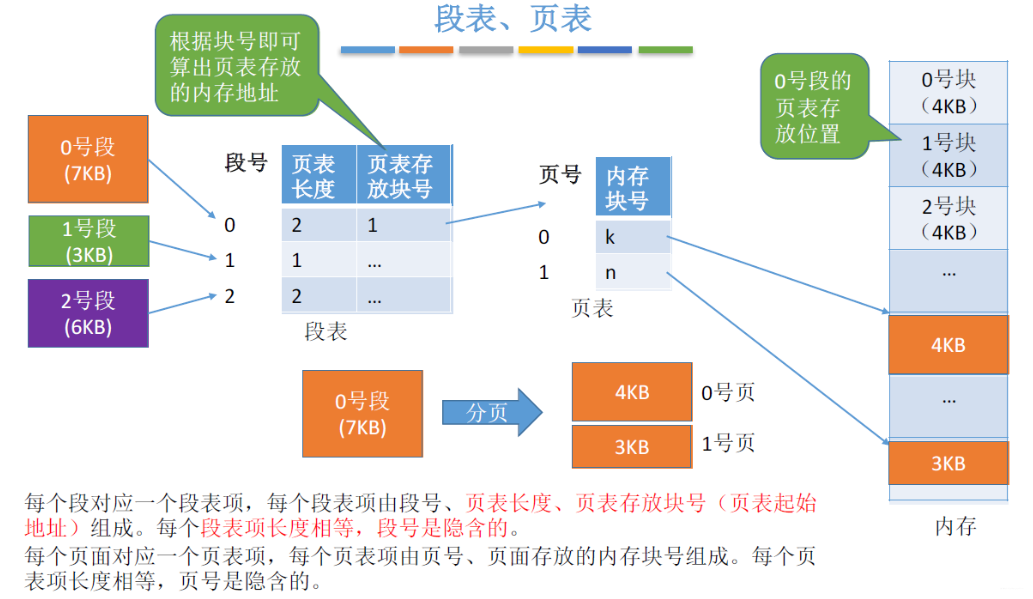 段表、页表
根据块号即可
算出页表存放
的内存地址
0号段的
页表存
放位置
0号段
(7KB)
1号段
(3KB)
2号段
(6KB)
段号
页表
长度
页表存
放块号
0
2
1
1
1
...
2
2
...
段表
页号
内存
块号
0
k
1
n
页表
0号块
（4KB）
1号块
（4KB）
2号块
（4KB）
...
4KB
...
3KB
内存
0号段
(7KB)
分页
4KB
0号页
3KB
1号页
每个段对应一个段表项，每个段表项由段号、页表长度、页表存放块号（页表起始
地址）组成。每个段表项长度相等，段号是隐含的。
每个页面对应一个页表项，每个页表项由页号、页面存放的内存块号组成。每个页
表项长度相等，页号是隐含的。